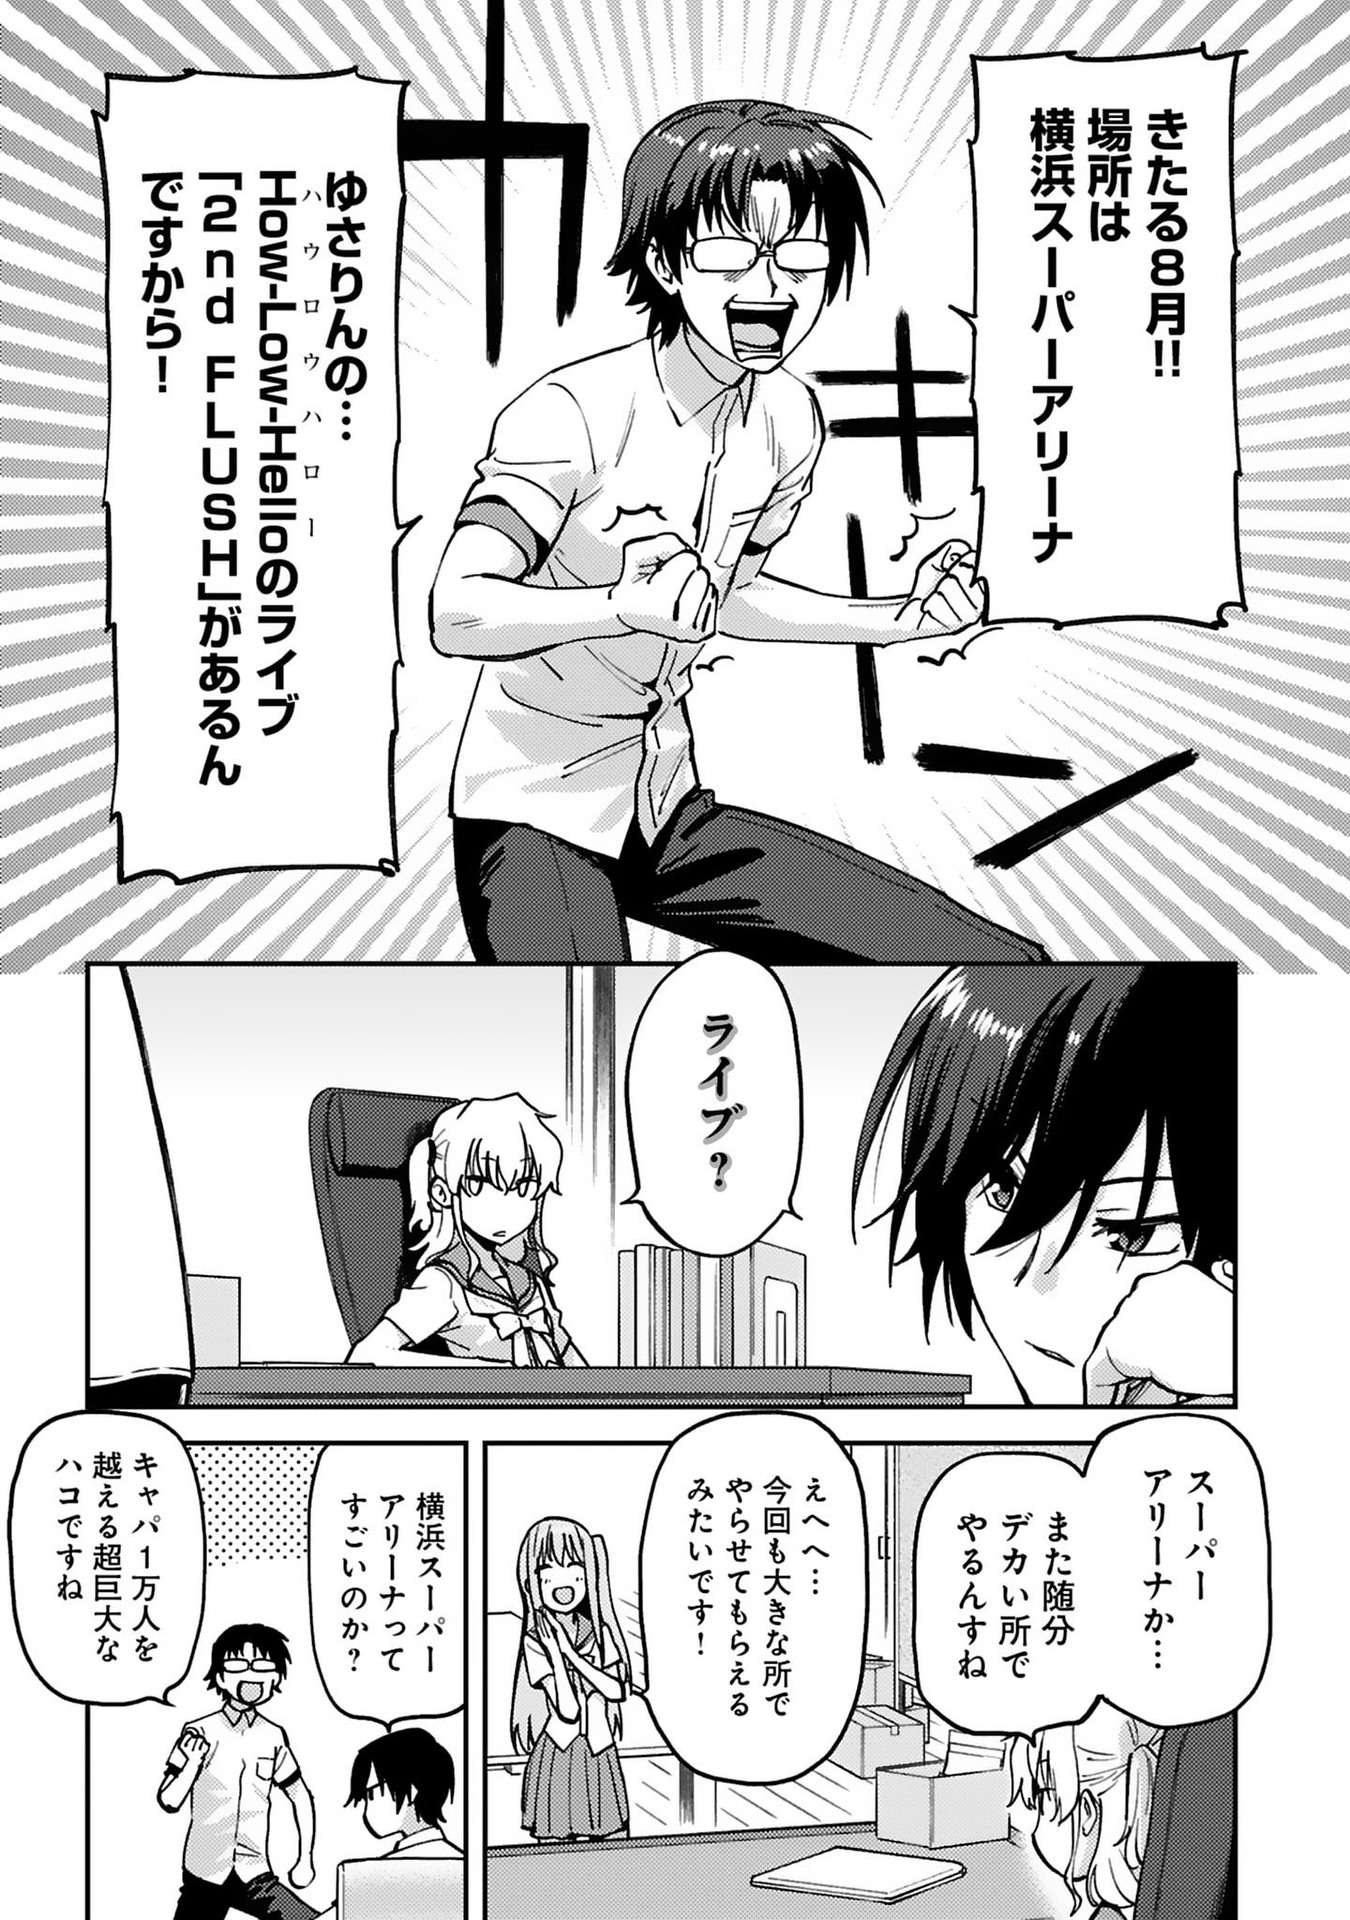 きたる8月!!
場所は
横浜スーパーアリーナ
ガキーン
ゆさりんの…
How-Low-Helloのライブ
ハウロウハロー
「2nd FLUSH」があるん
ですから！
ライブ？
スーパー
アリーナか…
また随分
デカい所で
やるんすね
えへへへ…
今回も大きな所で
やらせてもらえる
みたいです！
横浜スーパー
アリーナって
すごいのか？
キャパ1万人を
越える超巨大な
ハコですね